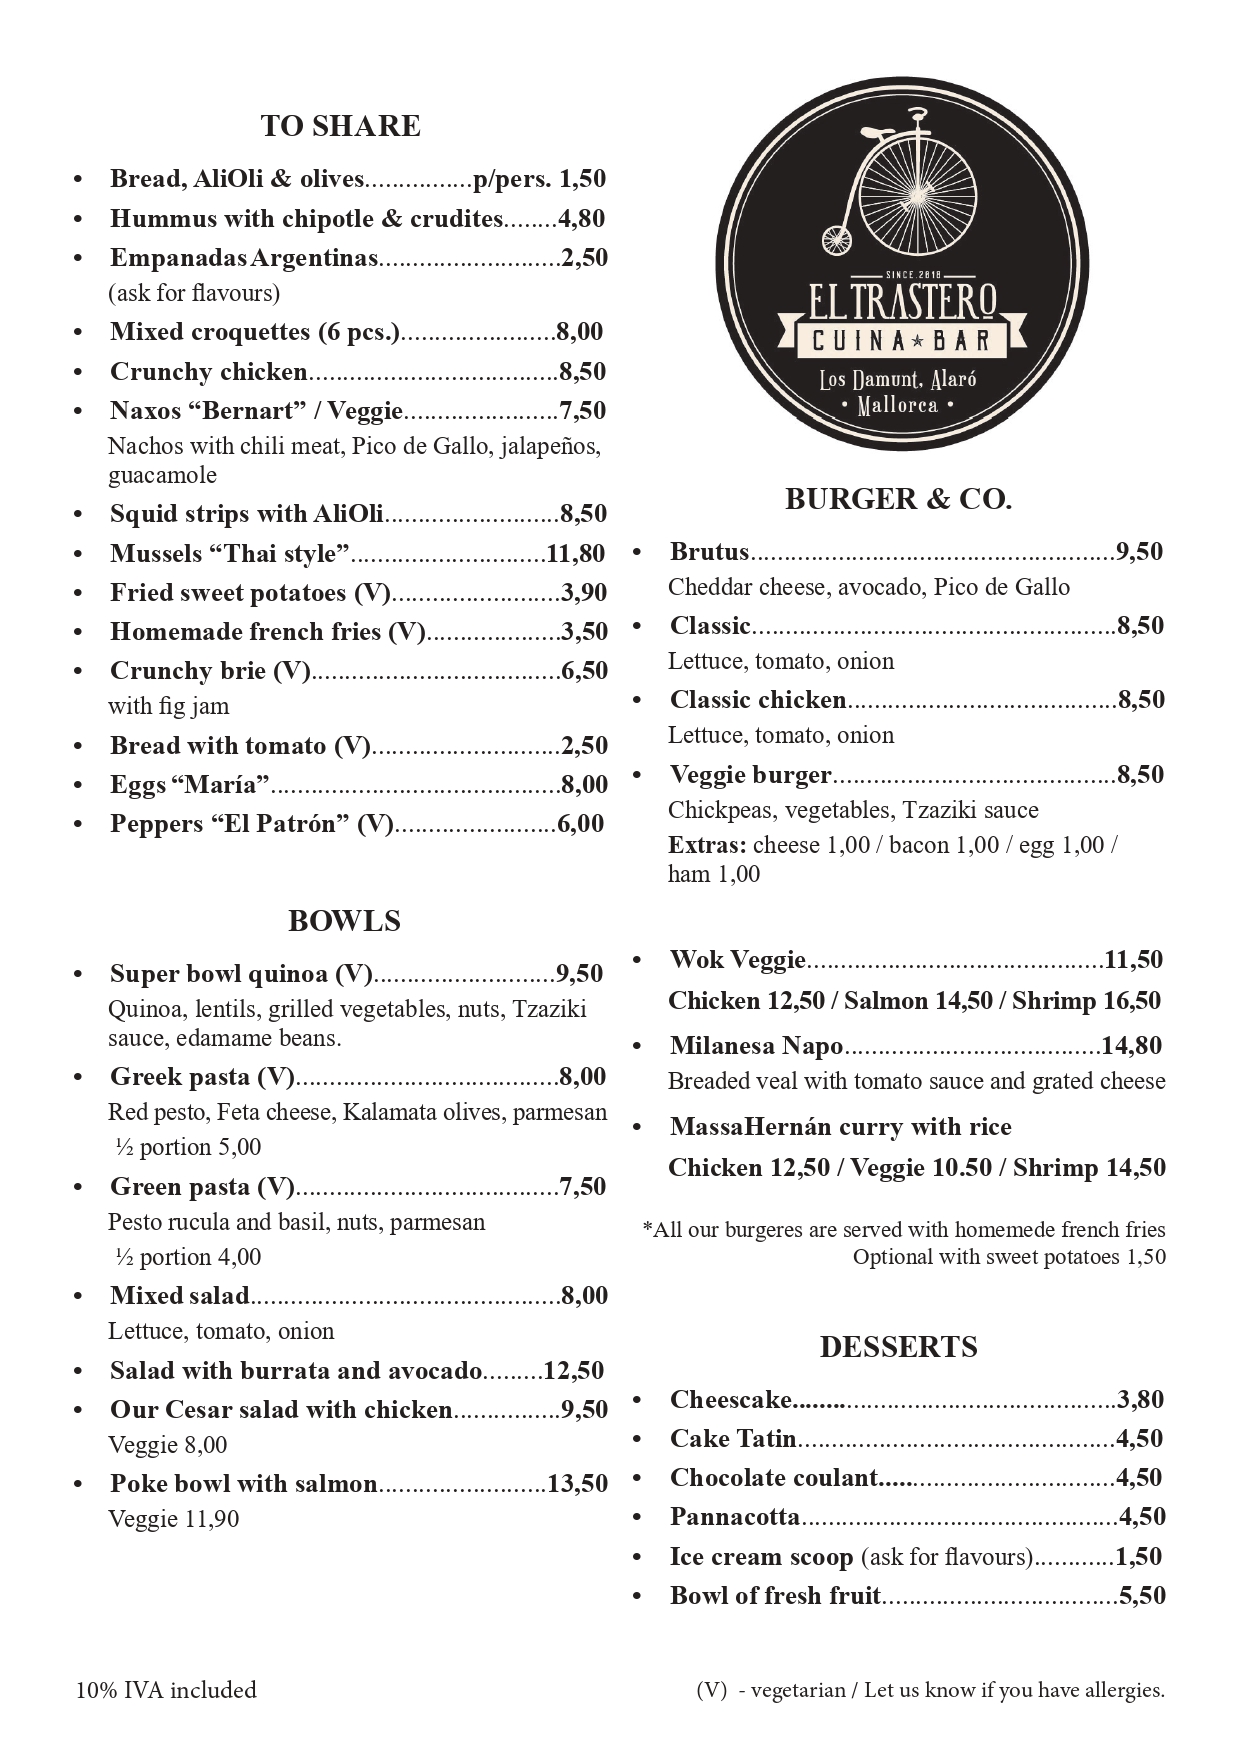 TO SHARE
• Bread, AliOli & olives................p/pers. 1,50
• Hummus with chipotle & crudites........4,80
• Empanadas Argentinas...........................2,50
(ask for flavours)
• Mixed croquettes (6 pcs.).......................8,00
• Crunchy chicken.....................................8,50
• Naxos “Bernart” / Veggie.......................7,50
Nachos with chili meat, Pico de Gallo, jalapeños,
guacamole
• Squid strips with AliOli..........................8,50
• Mussels “Thai style”.............................11,80
• Fried sweet potatoes (V).........................3,90
• Homemade french fries (V)....................3,50
• Crunchy brie (V).....................................6,50
with fig jam
• Bread with tomato (V)............................2,50
• Eggs “María”...........................................8,00
• Peppers “El Patrón” (V)........................6,00
BOWLS
• Super bowl quinoa (V)...........................9,50
Quinoa, lentils, grilled vegetables, nuts, Tzaziki
sauce, edamame beans.
• Greek pasta (V).......................................8,00
Red pesto, Feta cheese, Kalamata olives, parmesan
½ portion 5,00
• Green pasta (V).......................................7,50
Pesto rucula and basil, nuts, parmesan
½ portion 4,00
• Mixed salad..............................................8,00
Lettuce, tomato, onion
• Salad with burrata and avocado.........12,50
• Our Cesar salad with chicken................9,50
Veggie 8,00
• Poke bowl with salmon.........................13,50
Veggie 11,90
SINCE.2018
EL TRASTERO
CUINA★BAR
Los Damunt, Alaró
• Mallorca •
BURGER & CO.
• Brutus......................................................9,50
Cheddar cheese, avocado, Pico de Gallo
• Classic......................................................8,50
Lettuce, tomato, onion
• Classic chicken........................................8,50
Lettuce, tomato, onion
• Veggie burger..........................................8,50
Chickpeas, vegetables, Tzaziki sauce
Extras: cheese 1,00 / bacon 1,00 / egg 1,00 /
ham 1,00
• Wok Veggie............................................11,50
Chicken 12,50 / Salmon 14,50 / Shrimp 16,50
• Milanesa Napo......................................14,80
Breaded veal with tomato sauce and grated cheese
• MassaHernán curry with rice
Chicken 12,50 / Veggie 10.50 / Shrimp 14,50
*All our burgeres are served with homemede french fries
Optional with sweet potatoes 1,50
DESSERTS
• Cheescake................................................3,80
• Cake Tatin...............................................4,50
• Chocolate coulant...................................4,50
• Pannacotta...............................................4,50
• Ice cream scoop (ask for flavours)............1,50
• Bowl of fresh fruit...................................5,50
10% IVA included
(V) - vegetarian / Let us know if you have allergies.